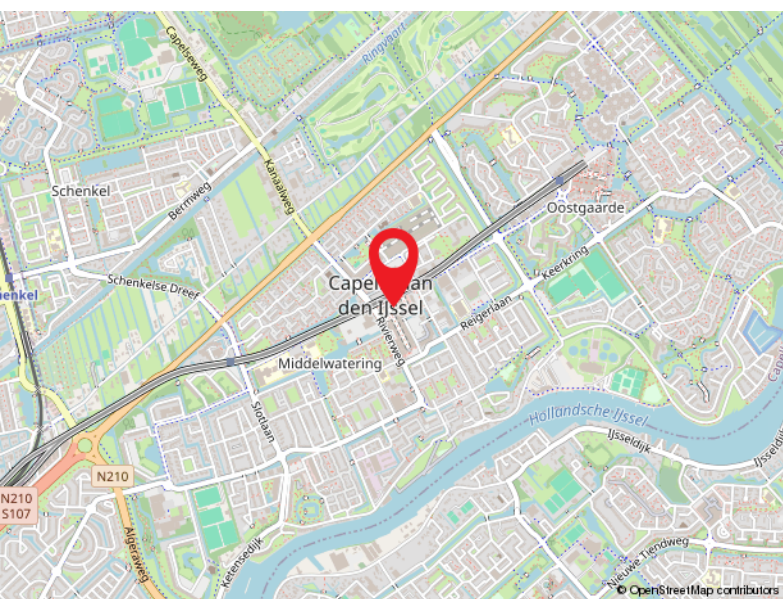 Capelseweg
Ringvaart
Kanaalweg
Schenkel
Bermweg
Oostgaarde
Schenkelse Dreef
Keerkring
Capelle aan
den IJssel
Reigerlaan
Rivierweg
Middelwatering
Slotlaan
Hollandsche IJssel
IJsseldijk
IJsseldijk
N210
N210
S107
Algeraweg
Ketensedijk
Nieuwe Tiendweg
© OpenStreetMap contributors